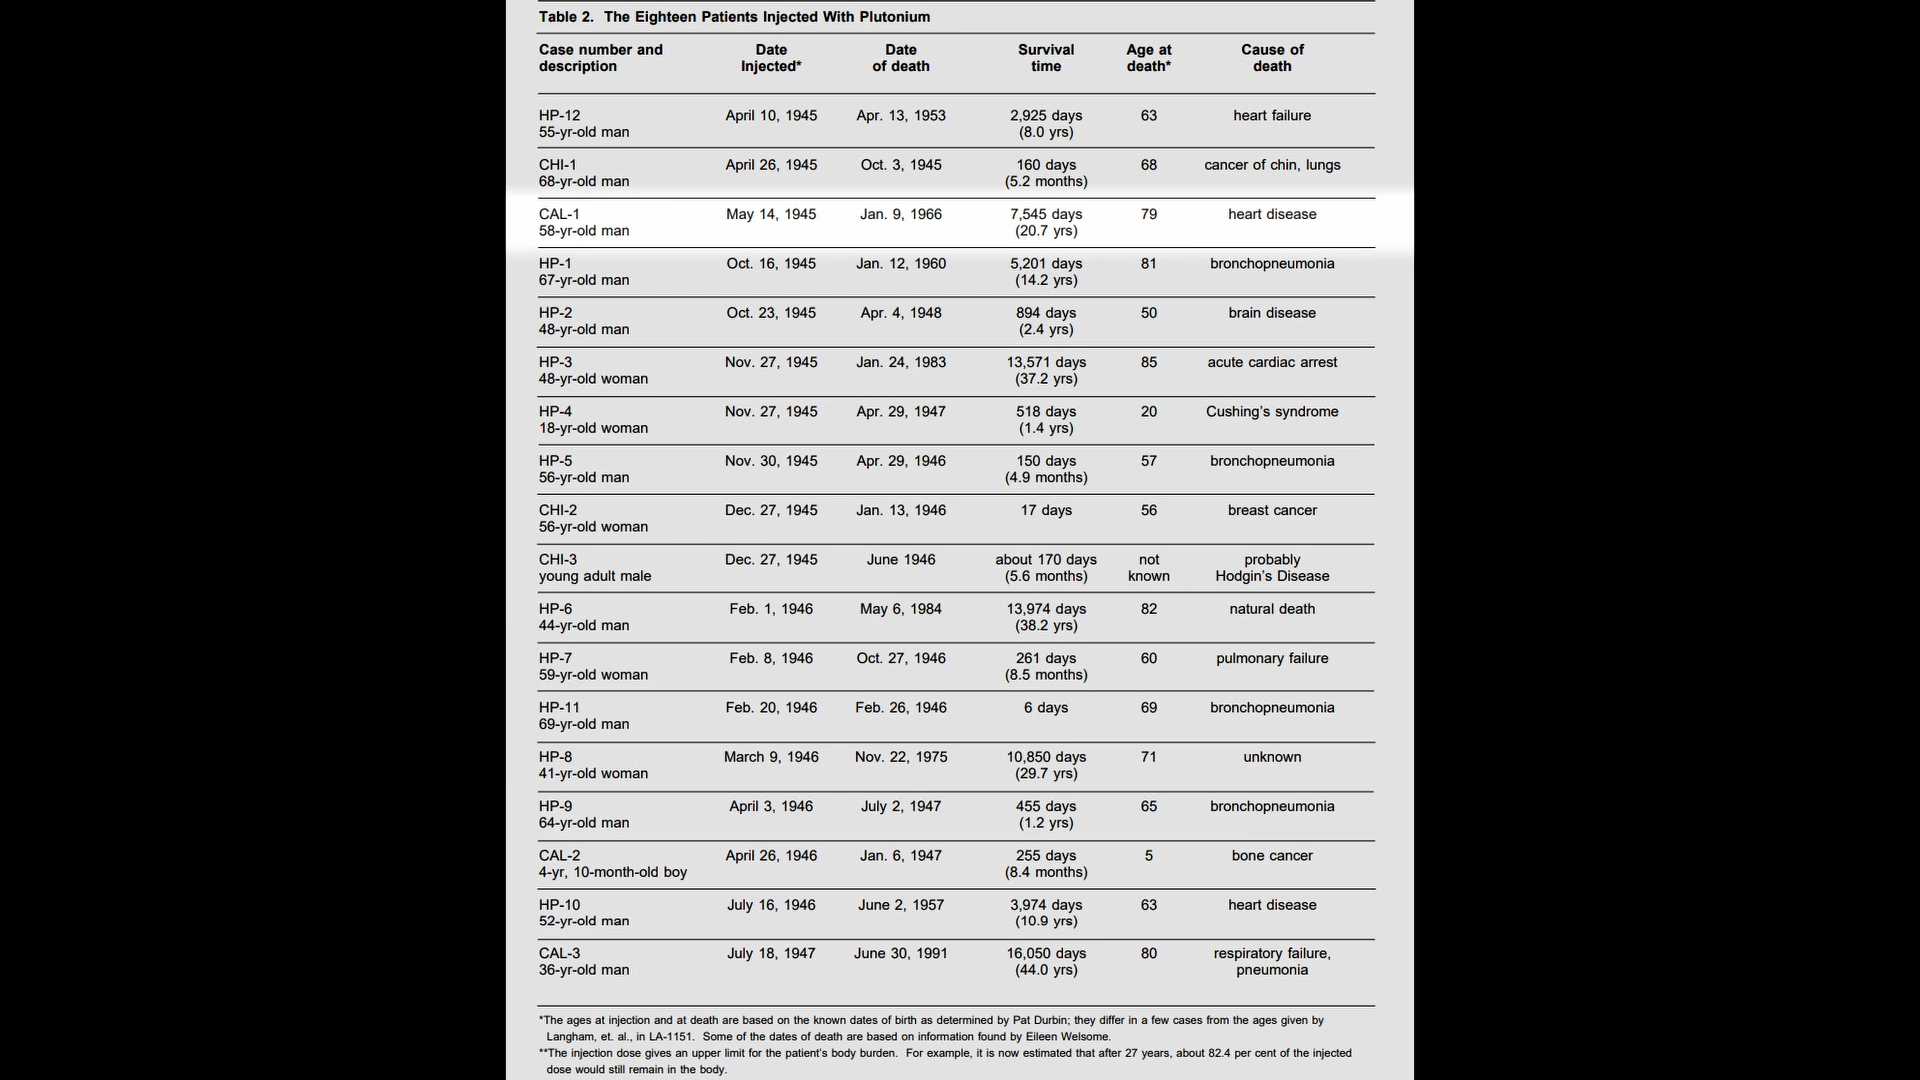 Table 2. The Eighteen Patients Injected With Plutonium
Case number and description | Date Injected* | Date of death | Survival time | Age at death* | Cause of death
HP-12 | April 10, 1945 | Apr. 13, 1953 | 2,925 days | 63 | heart failure
55-yr-old man | (8.0 yrs)
CHI-1 | April 26, 1945 | Oct. 3, 1945 | 160 days | 68 | cancer of chin, lungs
68-yr-old man | (5.2 months)
CAL-1 | May 14, 1945 | Jan. 9, 1966 | 7,545 days | 79 | heart disease
58-yr-old man | (20.7 yrs)
HP-1 | Oct. 16, 1945 | Jan. 12, 1960 | 5,201 days | 81 | bronchopneumonia
67-yr-old man | (14.2 yrs)
HP-2 | Oct. 23, 1945 | Apr. 4, 1948 | 894 days | 50 | brain disease
48-yr-old man | (2.4 yrs)
HP-3 | Nov. 27, 1945 | Jan. 24, 1983 | 13,571 days | 85 | acute cardiac arrest
48-yr-old woman | (37.2 yrs)
HP-4 | Nov. 27, 1945 | Apr. 29, 1947 | 518 days | 20 | Cushing's syndrome
18-yr-old woman | (1.4 yrs)
HP-5 | Nov. 30, 1945 | Apr. 29, 1946 | 150 days | 57 | bronchopneumonia
56-yr-old man | (4.9 months)
CHI-2 | Dec. 27, 1945 | Jan. 13, 1946 | 17 days | 56 | breast cancer
56-yr-old woman
CHI-3 | Dec. 27, 1945 | June 1946 | about 170 days | not | probably
young adult male | (5.6 months) | known | Hodgin's Disease
HP-6 | Feb. 1, 1946 | May 6, 1984 | 13,974 days | 82 | natural death
44-yr-old man | (38.2 yrs)
HP-7 | Feb. 8, 1946 | Oct. 27, 1946 | 261 days | 60 | pulmonary failure
59-yr-old woman | (8.5 months)
HP-11 | Feb. 20, 1946 | Feb. 26, 1946 | 6 days | 69 | bronchopneumonia
69-yr-old man
HP-8 | March 9, 1946 | Nov. 22, 1975 | 10,850 days | 71 | unknown
41-yr-old woman | (29.7 yrs)
HP-9 | April 3, 1946 | July 2, 1947 | 455 days | 65 | bronchopneumonia
64-yr-old man | (1.2 yrs)
CAL-2 | April 26, 1946 | Jan. 6, 1947 | 255 days | 5 | bone cancer
4-yr, 10-month-old boy | (8.4 months)
HP-10 | July 16, 1946 | June 2, 1957 | 3,974 days | 63 | heart disease
52-yr-old man | (10.9 yrs)
CAL-3 | July 18, 1947 | June 30, 1991 | 16,050 days | 80 | respiratory failure,
36-yr-old man | (44.0 yrs) | pneumonia
*The ages at injection and at death are based on the known dates of birth as determined by Pat Durbin; they differ in a few cases from the ages given by
Langham, et. al., in LA-1151. Some of the dates of death are based on information found by Eileen Welsome.
**The injection dose gives an upper limit for the patient's body burden. For example, it is now estimated that after 27 years, about 82.4 per cent of the injected
dose would still remain in the body.